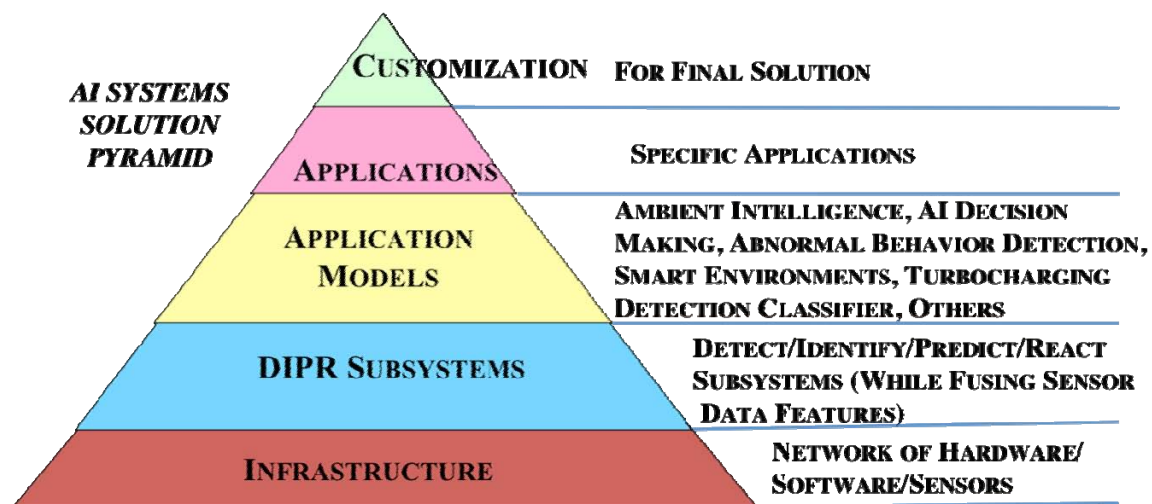 AI SYSTEMS
SOLUTION
PYRAMID
CUSTOMIZATION
FOR FINAL SOLUTION
APPLICATIONS
SPECIFIC APPLICATIONS
APPLICATION
MODELS
AMBIENT INTELLIGENCE, AI DECISION
MAKING, ABNORMAL BEHAVIOR DETECTION,
SMART ENVIRONMENTS, TURBOCHARGING
DETECTION CLASSIFIER, OTHERS
DIPR SUBSYSTEMS
DETECT/IDENTIFY/PREDICT/REACT
SUBSYSTEMS (WHILE FUSING SENSOR
DATA FEATURES)
INFRASTRUCTURE
NETWORK OF HARDWARE/
SOFTWARE/SENSORS